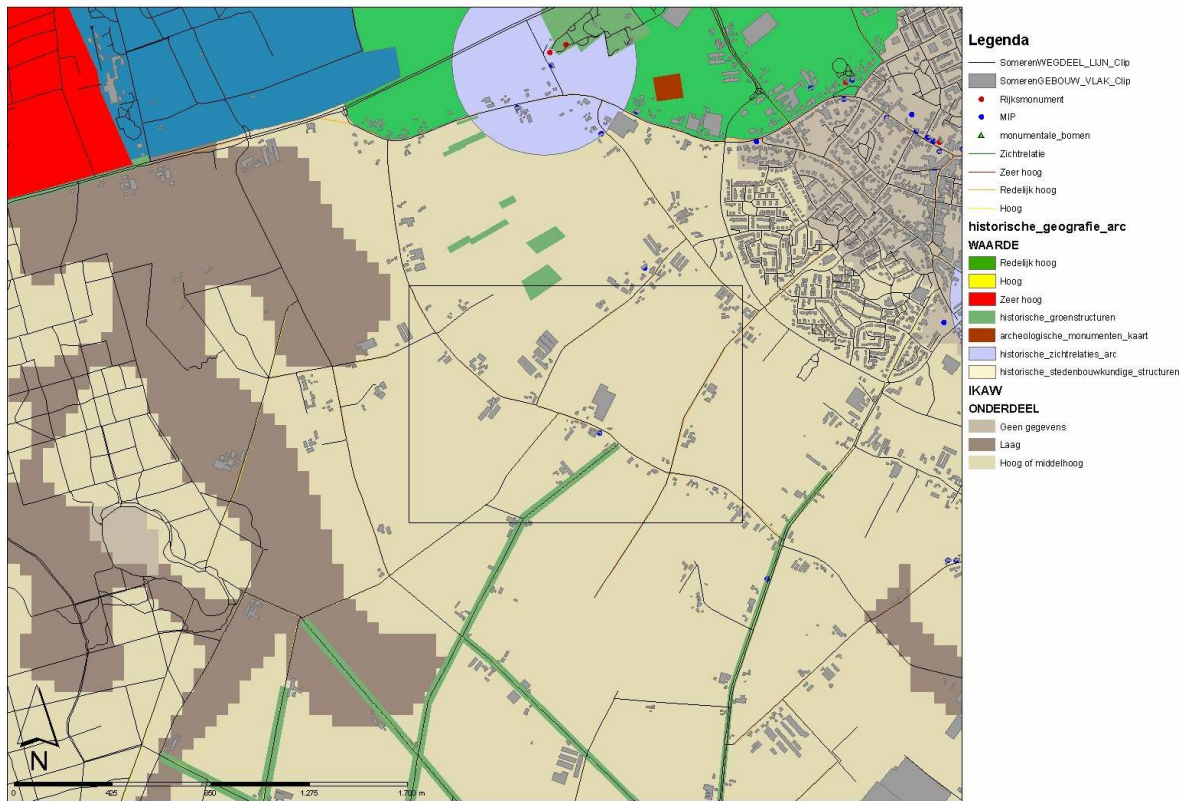 Legenda
SomerenWEGDEEL_LIJN_Clip
SomerenGEBOUW_VLAK_Clip
Rijksmonument
MIP
monumentale_bomen
Zichtrelatie
Zeer hoog
Redelijk hoog
Hoog
historische_geografie_arc
WAARDE
Redelijk hoog
Hoog
Zeer hoog
historische_groenstructuren
archeologische_monumenten_kaart
historische_zichtrelaties_arc
historische_stedenbouwkundige_structuren
IKAW
ONDERDEEL
Geen gegevens
Laag
Hoog of middelhoog
N
0 425 850 1.275 1.700 m